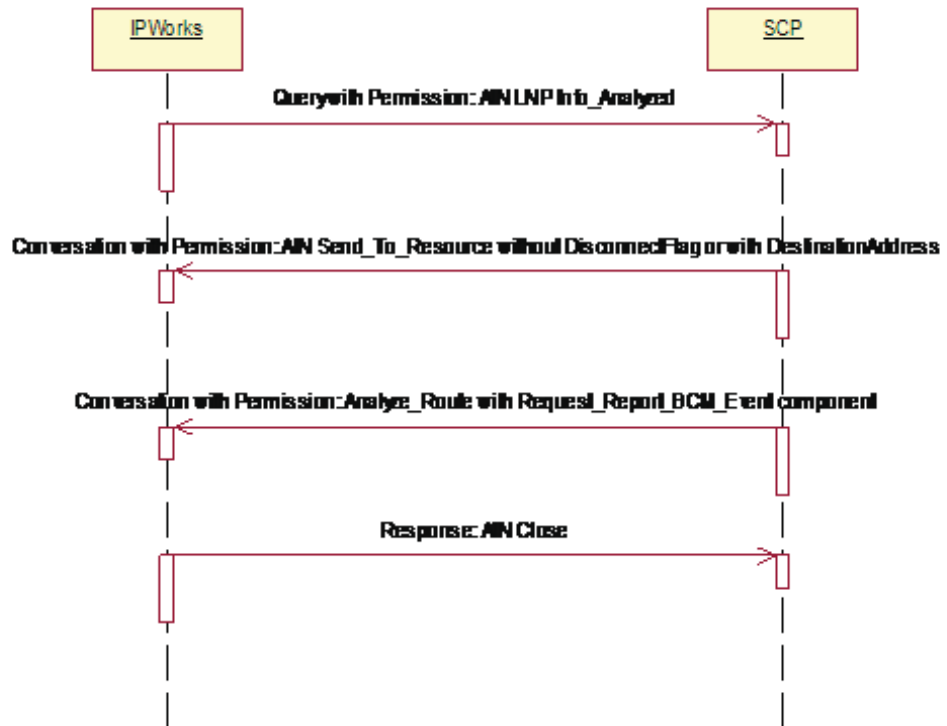 IPWorks
SCP
Query with Permission:: AIN LNP Info_Analyzed
Conversation with Permission::AIN Send_To_Resource without DisconnectFlag or with DestinationAddress
Conversation with Permission::Analyze_Route with Request_Report_BCM_Event component
Response:: AIN Close